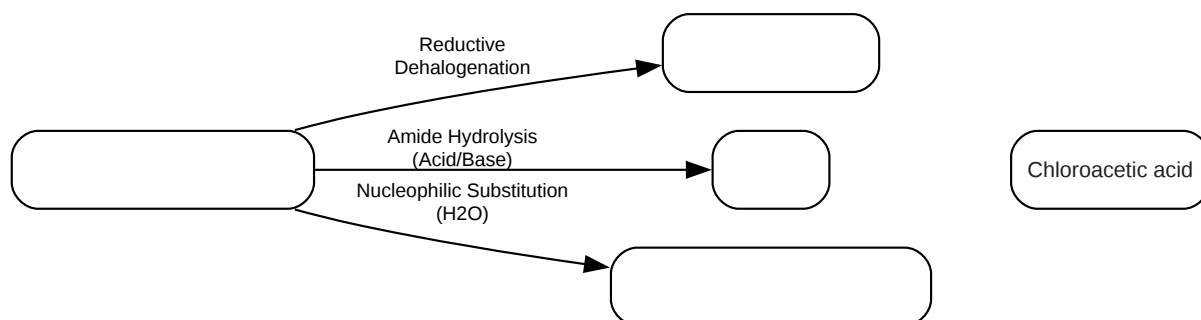 Reductive
Dehalogenation
Amide Hydrolysis
(Acid/Base)
Chloroacetic acid
Nucleophilic Substitution
(H2O)